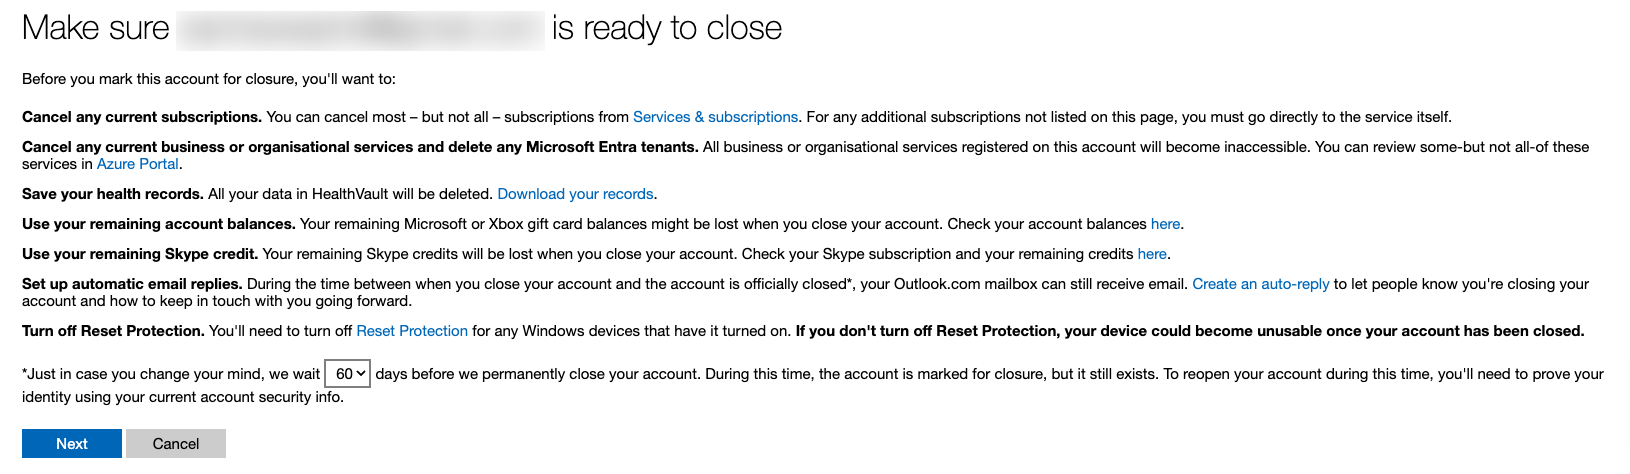 Make sure is ready to close
Before you mark this account for closure, you'll want to:
Cancel any current subscriptions. You can cancel most – but not all – subscriptions from Services & subscriptions. For any additional subscriptions not listed on this page, you must go directly to the service itself.
Cancel any current business or organisational services and delete any Microsoft Entra tenants. All business or organisational services registered on this account will become inaccessible. You can review some-but not all-of these
services in Azure Portal.
Save your health records. All your data in HealthVault will be deleted. Download your records.
Use your remaining account balances. Your remaining Microsoft or Xbox gift card balances might be lost when you close your account. Check your account balances here.
Use your remaining Skype credit. Your remaining Skype credits will be lost when you close your account. Check your Skype subscription and your remaining credits here.
Set up automatic email replies. During the time between when you close your account and the account is officially closed*, your Outlook.com mailbox can still receive email. Create an auto-reply to let people know you're closing your
account and how to keep in touch with you going forward.
Turn off Reset Protection. You'll need to turn off Reset Protection for any Windows devices that have it turned on. If you don't turn off Reset Protection, your device could become unusable once your account has been closed.
*Just in case you change your mind, we wait 60 days before we permanently close your account. During this time, the account is marked for closure, but it still exists. To reopen your account during this time, you'll need to prove your
identity using your current account security info.
Next Cancel